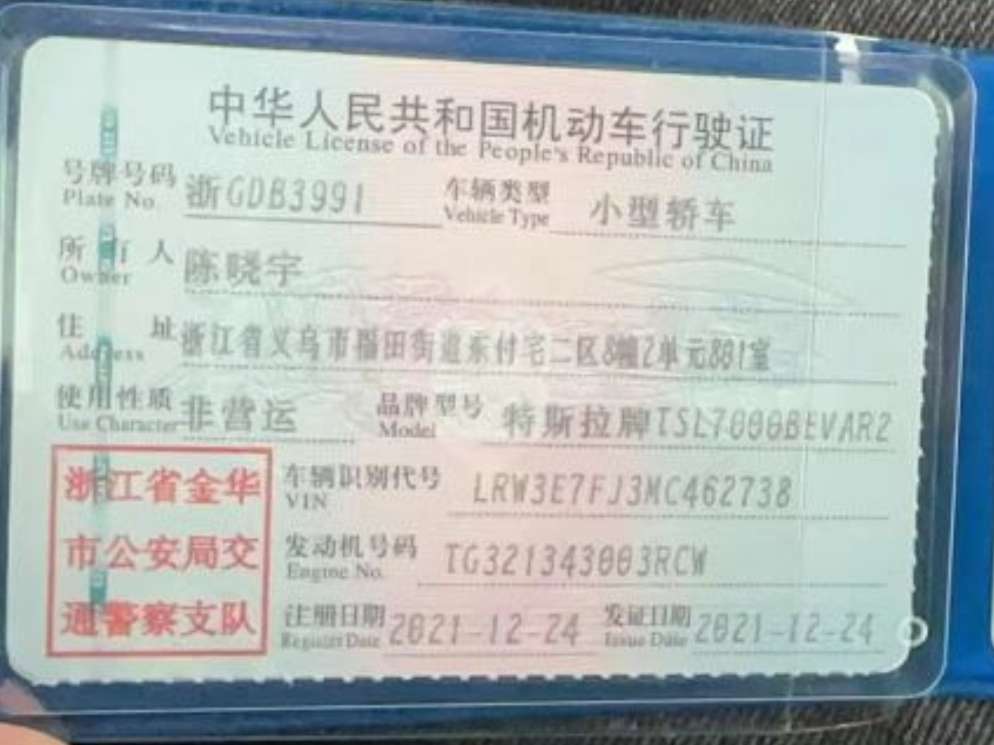 中华人民共和国机动车行驶证
Vehicle License of the People's Republic of China
号牌号码 浙GDB3991 车辆类型 小型轿车
Plate No. Vehicle Type
所有人 陈晓宇
Owner
住址 浙江省义乌市福田街道东付宅二区8幢2单元801室
Address
使用性质 非营运 品牌型号 特斯拉牌TSL7000BEVAR2
Use Character Model
浙江省金华
市公安局交
通警察支队
车辆识别代号 LRW3E7FJ3MC462738
VIN
发动机号码 TG321343003RCW
Engine No.
注册日期 2021-12-24 发证日期 2021-12-24
Register Date Issue Date